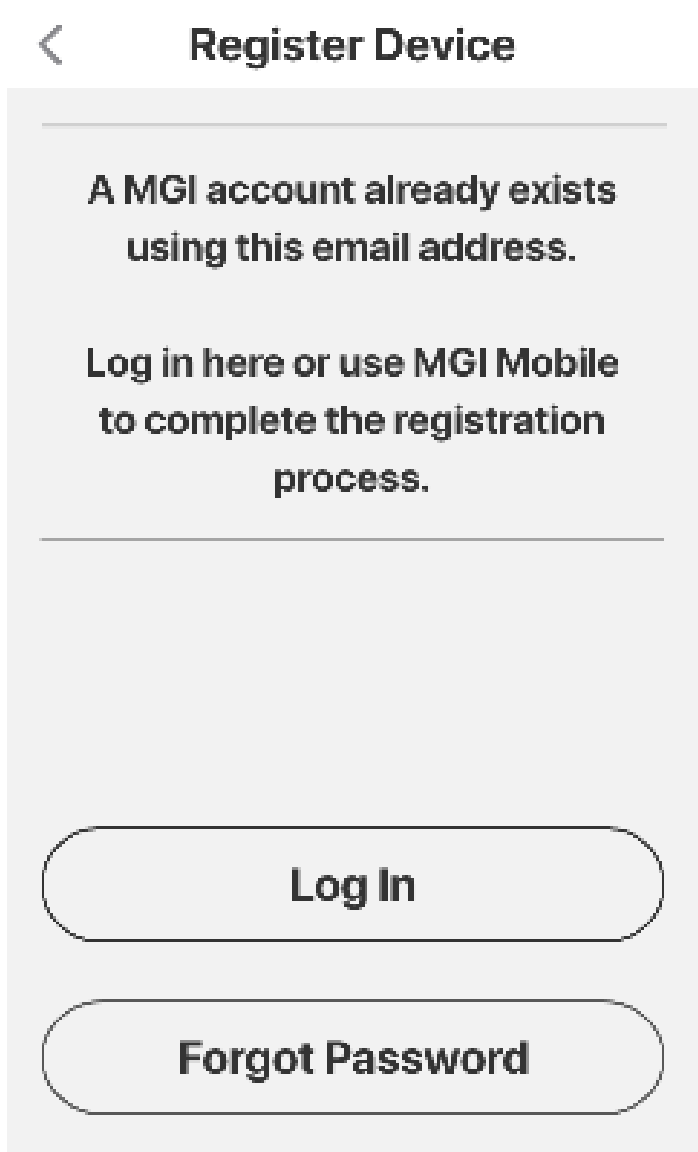 Register Device
A MGI account already exists
using this email address.
Log in here or use MGI Mobile
to complete the registration
process.
Log In
Forgot Password